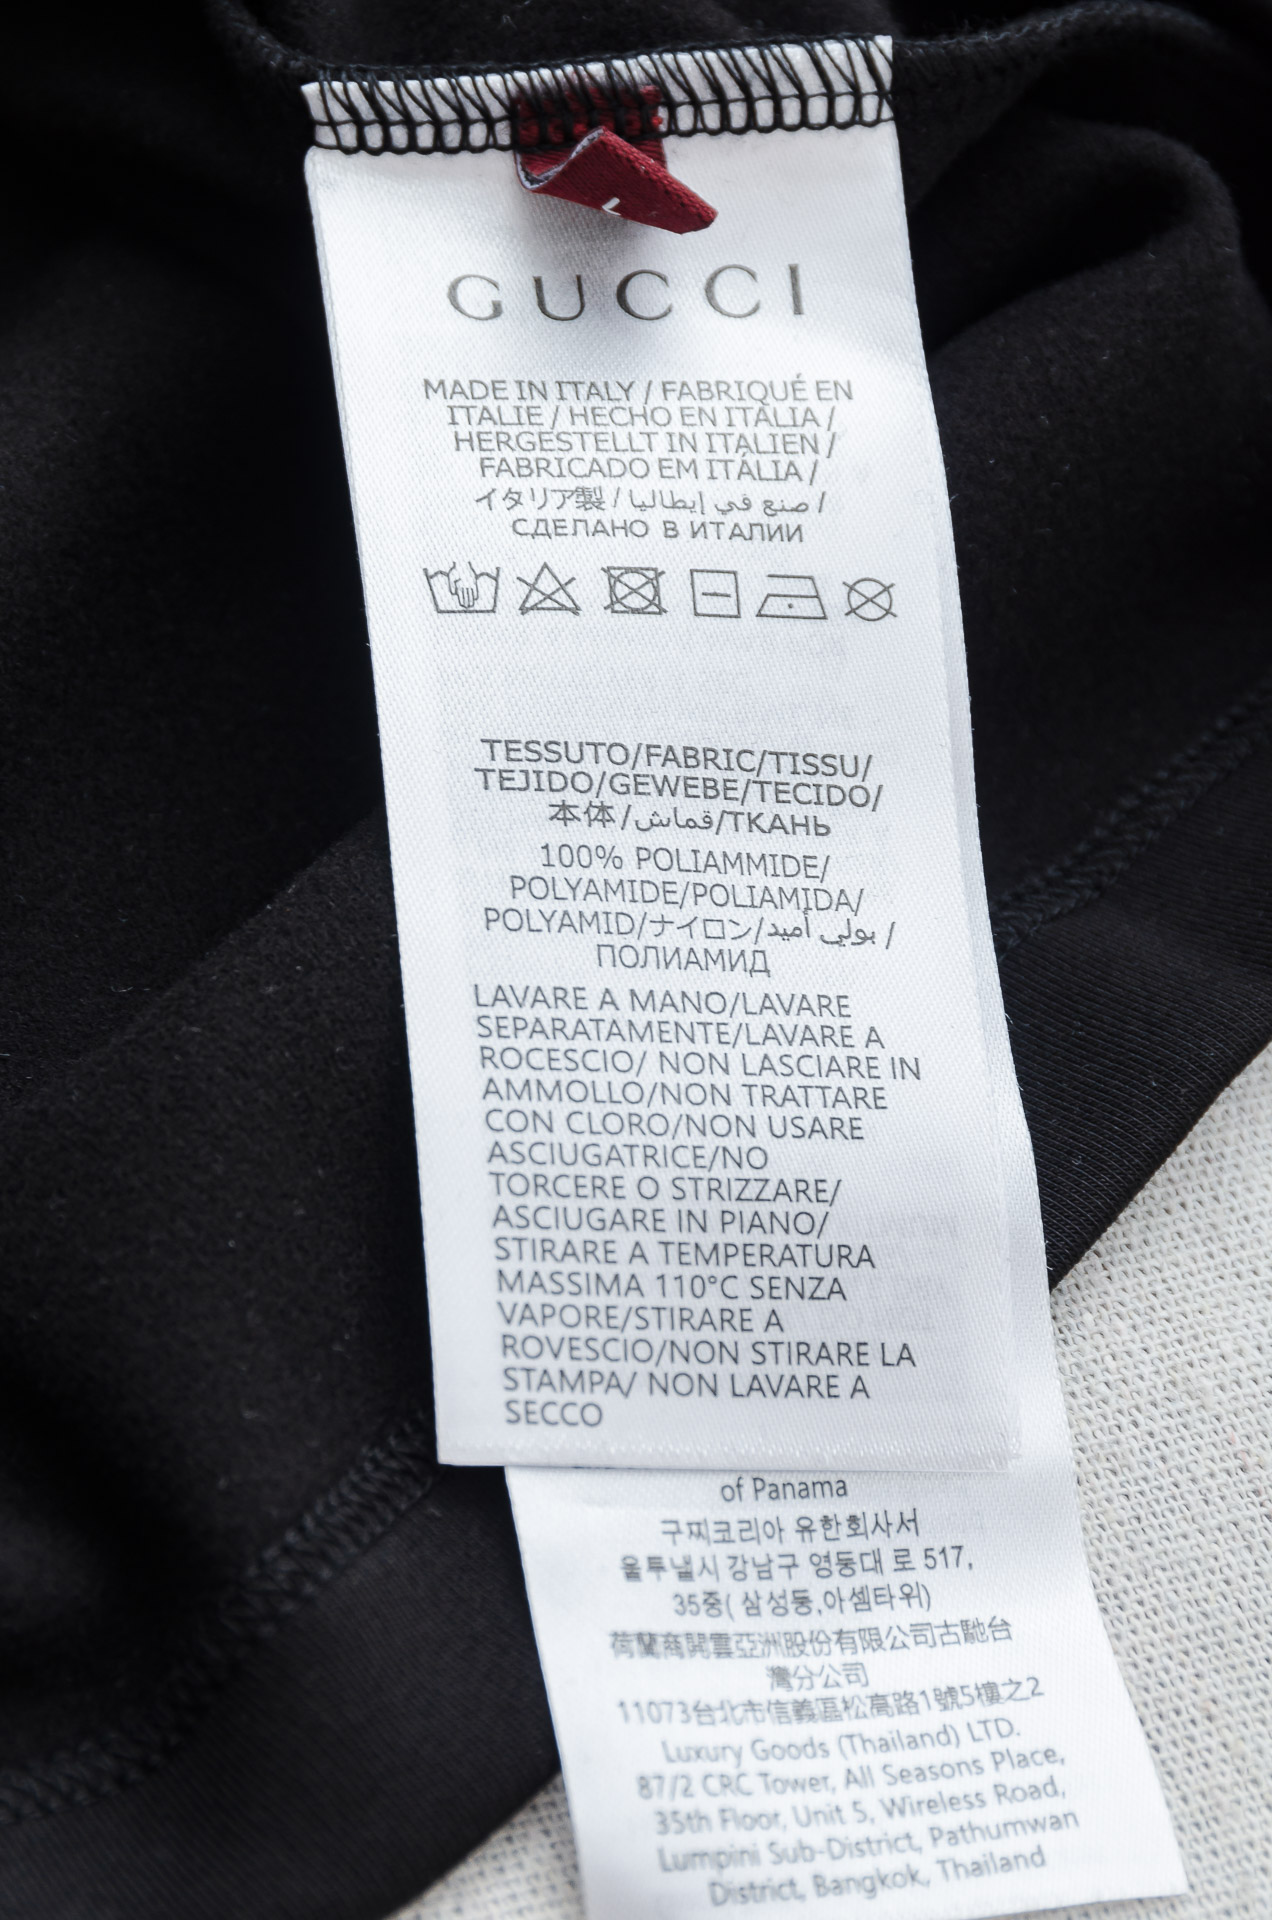 GUCCI
MADE IN ITALY / FABRIQUÉ EN
ITALIE / HECHO EN ITALIA /
HERGESTELLT IN ITALIEN /
FABRICADO EM ITÁLIA /
イタリア製 / صنع في إيطاليا /
СДЕЛАНО В ИТАЛИИ
TESSUTO/FABRIC/TISSU/
TEJIDO/GEWEBE/TECIDO/
本体/قماش/ТКАНЬ
100% POLIAMMIDE/
POLYAMIDE/POLIAMIDA/
POLYAMID/ナイロン/بولي أميد /
ПОЛИАМИД
LAVARE A MANO/LAVARE
SEPARATAMENTE/LAVARE A
ROCESCIO/ NON LASCIARE IN
AMMOLLO/NON TRATTARE
CON CLORO/NON USARE
ASCIUGATRICE/NO
TORCERE O STRIZZARE/
ASCIUGARE IN PIANO/
STIRARE A TEMPERATURA
MASSIMA 110°C SENZA
VAPORE/STIRARE A
ROVESCIO/NON STIRARE LA
STAMPA/ NON LAVARE A
SECCO
of Panama
구찌코리아 유한회사서
울투낼시 강남구 영둥대 로 517,
35중( 삼성둥,아셈타위)
荷蘭商開雲亞洲股份有限公司古馳台
灣分公司
11073台北市信義區松高路1號5樓之2
Luxury Goods (Thailand) LTD.
87/2 CRC Tower, All Seasons Place,
35th Floor, Unit 5, Wireless Road,
Lumpini Sub-District, Pathumwan
District, Bangkok, Thailand